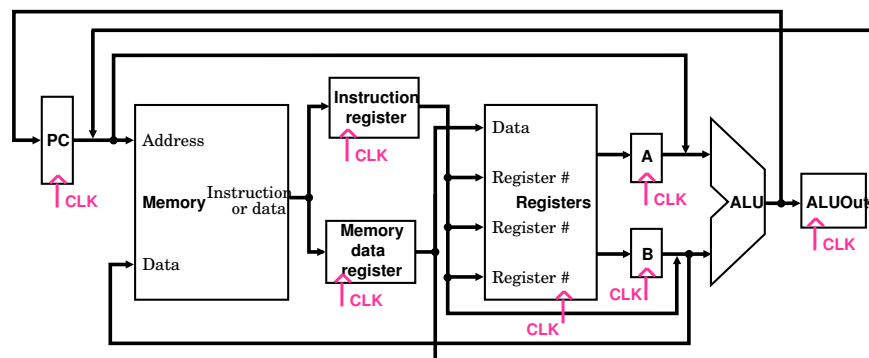 PC
CLK
Address
Memory
Instruction
or data
Data
Instruction
register
CLK
Memory
data
register
CLK
Data
Register #
Registers
Register #
Register #
CLK
A
CLK
B
CLK
ALU
ALUOut
CLK